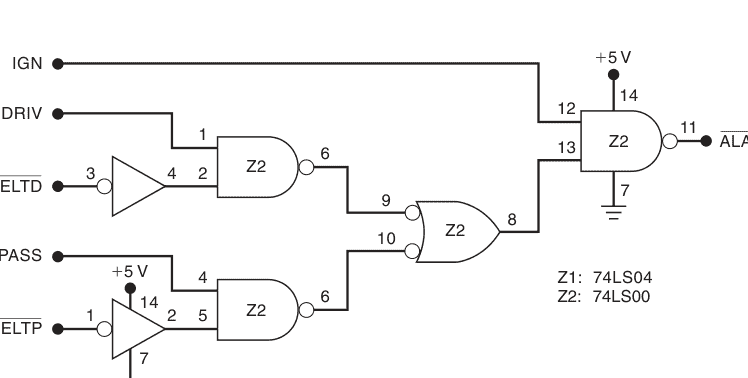 +5 V
IGN
14
12
DRIV
1
6
Z2
11
ALA
Z2
13
3
4
2
ELTD
7
9
8
Z2
10
PASS
+5 V
4
Z1: 74LS04
14
6
Z2: 74LS00
Z2
1
2
5
ELTP
7